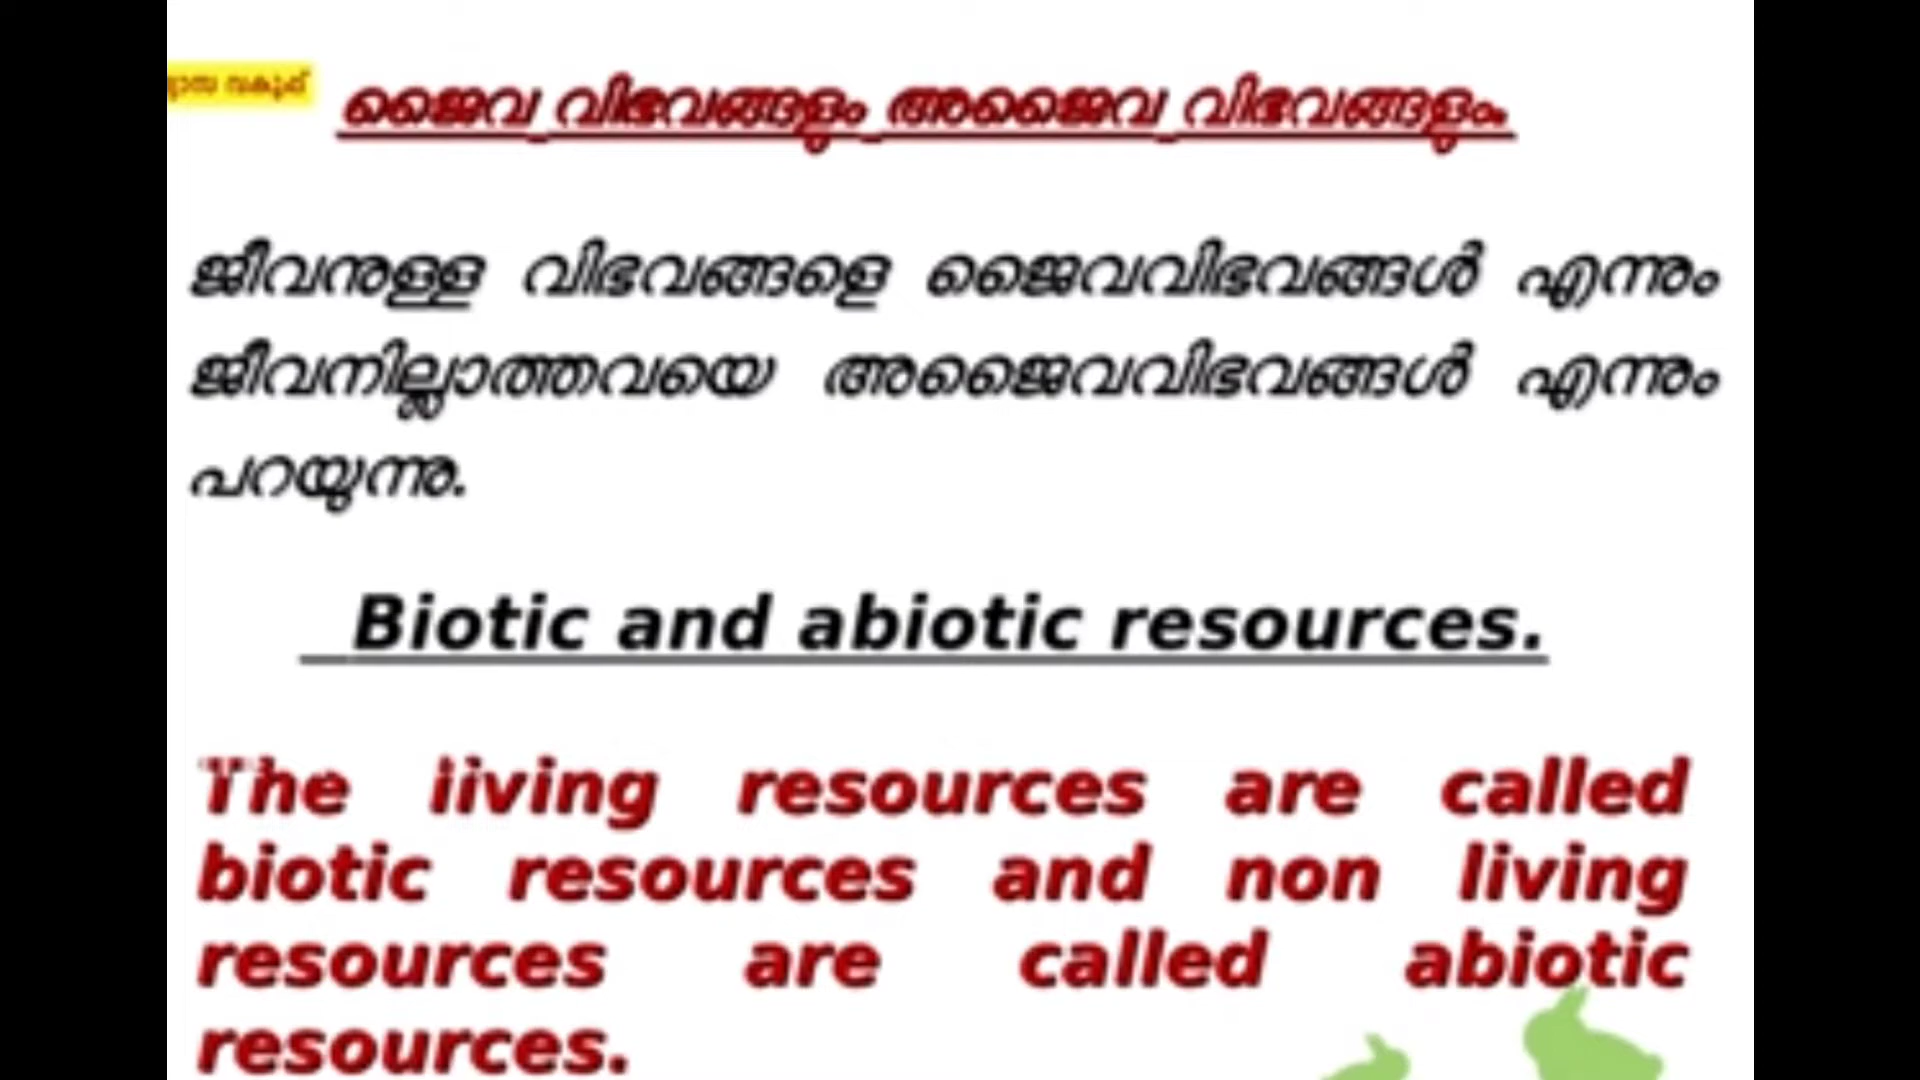 വകുപ്പ്
ജൈവ വിഭവങ്ങളും അജൈവ വിഭവങ്ങളും.
ജീവനുള്ള വിഭവങ്ങളെ ജൈവവിഭവങ്ങൾ എന്നും
ജീവനില്ലാത്തവയെ അജൈവവിഭവങ്ങൾ എന്നും
പറയുന്നു.
Biotic and abiotic resources.
The living resources are called
biotic resources and non living
resources are called abiotic
resources.